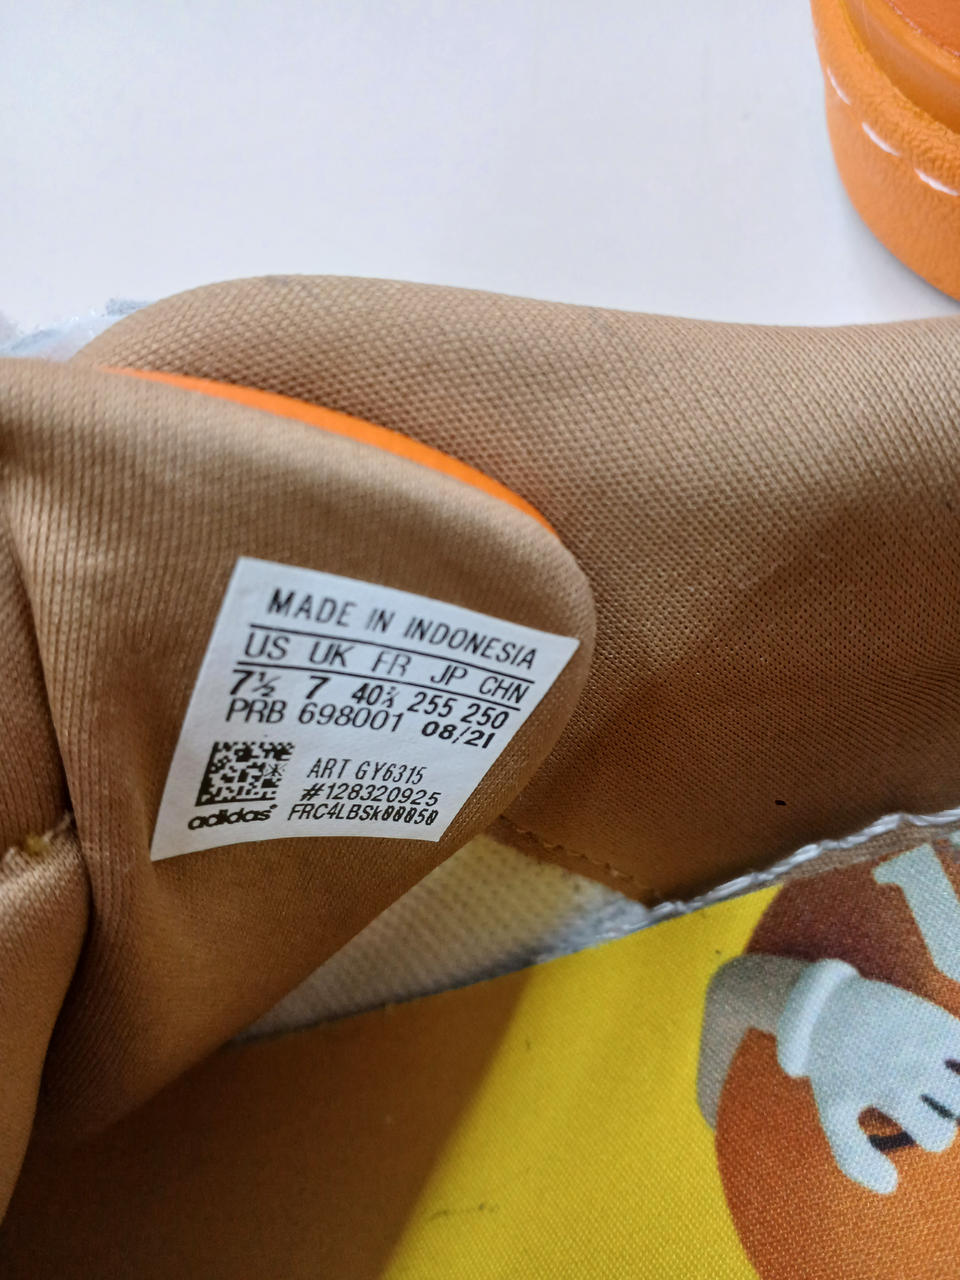 MADE IN INDONESIA
US UK FR JP CHN
7½ 7 40⅔ 255 250
PRB 698001 08/21
ART GY6315
#128320925
adidas FRC4LBSk00050